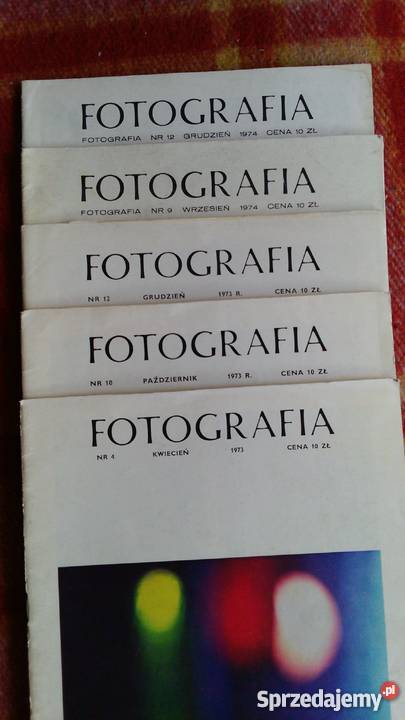 FOTOGRAFIA
FOTOGRAFIA NR 12 GRUDZIEŃ 1974 CENA 10 ZŁ
FOTOGRAFIA
FOTOGRAFIA NR 9 WRZESIEŃ 1974 CENA 10 ZŁ
FOTOGRAFIA
NR 12 GRUDZIEŃ 1973 R. CENA 10 ZŁ
FOTOGRAFIA
NR 10 PAŹDZIERNIK 1973 R. CENA 10 ZŁ
FOTOGRAFIA
NR 4 KWIECIEŃ 1973 CENA 10 ZŁ
Sprzedajemy.pl